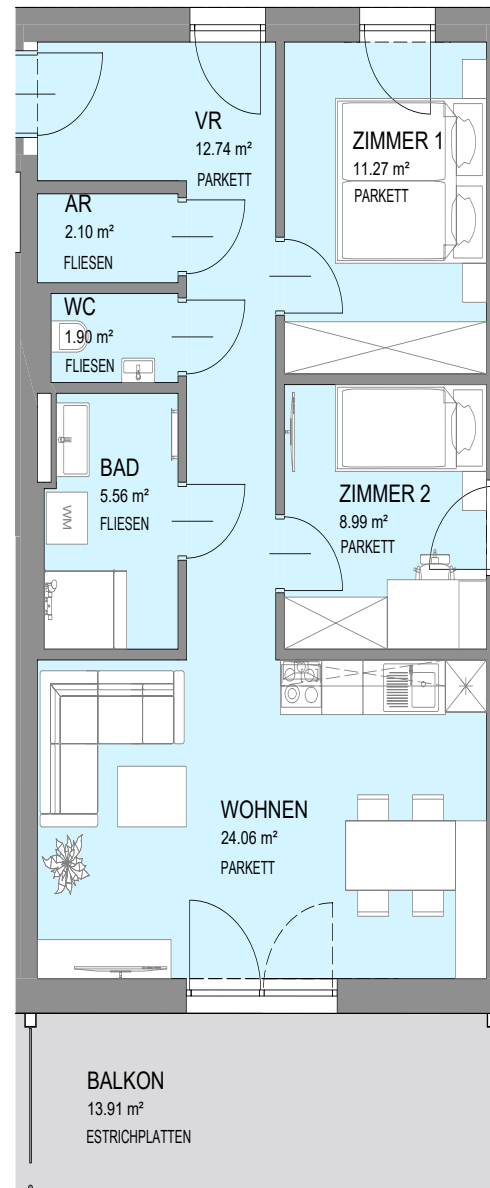 VR
12.74 m²
PARKETT
ZIMMER 1
11.27 m²
PARKETT
AR
2.10 m²
FLIESEN
WC
1.90 m²
FLIESEN
BAD
5.56 m²
FLIESEN
WM
ZIMMER 2
8.99 m²
PARKETT
WOHNEN
24.06 m²
PARKETT
BALKON
13.91 m²
ESTRICHPLATTEN